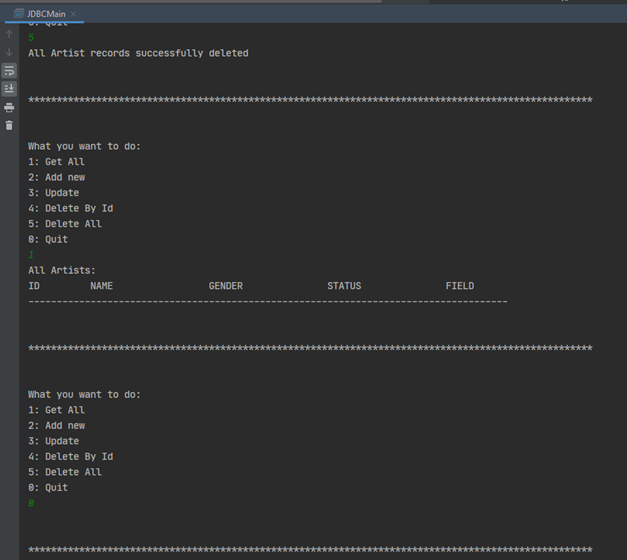 JDBCMain
0: Quit
5
All Artist records successfully deleted
****************************************************************************************************
What you want to do:
1: Get All
2: Add new
3: Update
4: Delete By Id
5: Delete All
0: Quit
1
All Artists:
ID NAME GENDER STATUS FIELD
-------------------------------------------------------------------------------------
****************************************************************************************************
What you want to do:
1: Get All
2: Add new
3: Update
4: Delete By Id
5: Delete All
0: Quit
0
****************************************************************************************************